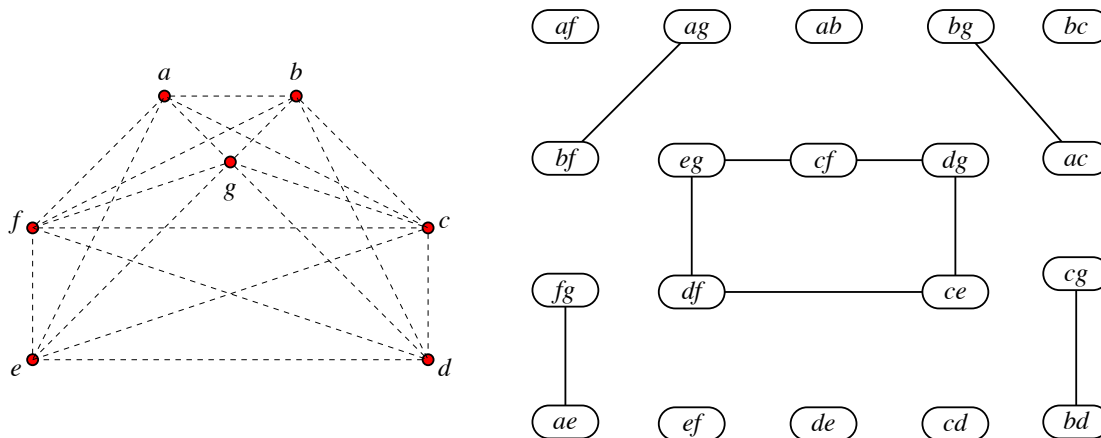 a b
g
f c
e d
af ag ab bg bc
bf eg cf dg ac
fg df ce cg
ae ef de cd bd